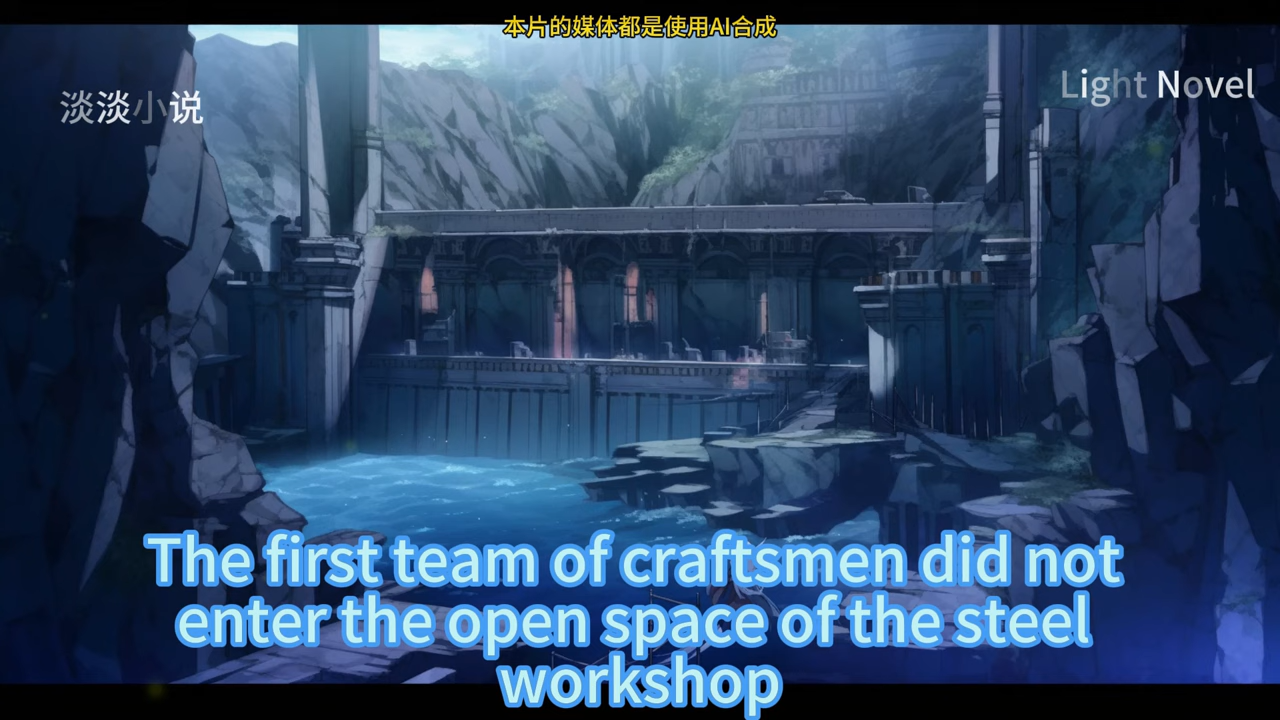 本片的媒体都是使用AI合成
淡淡小说
Light Novel
The first team of craftsmen did not
enter the open space of the steel
workshop